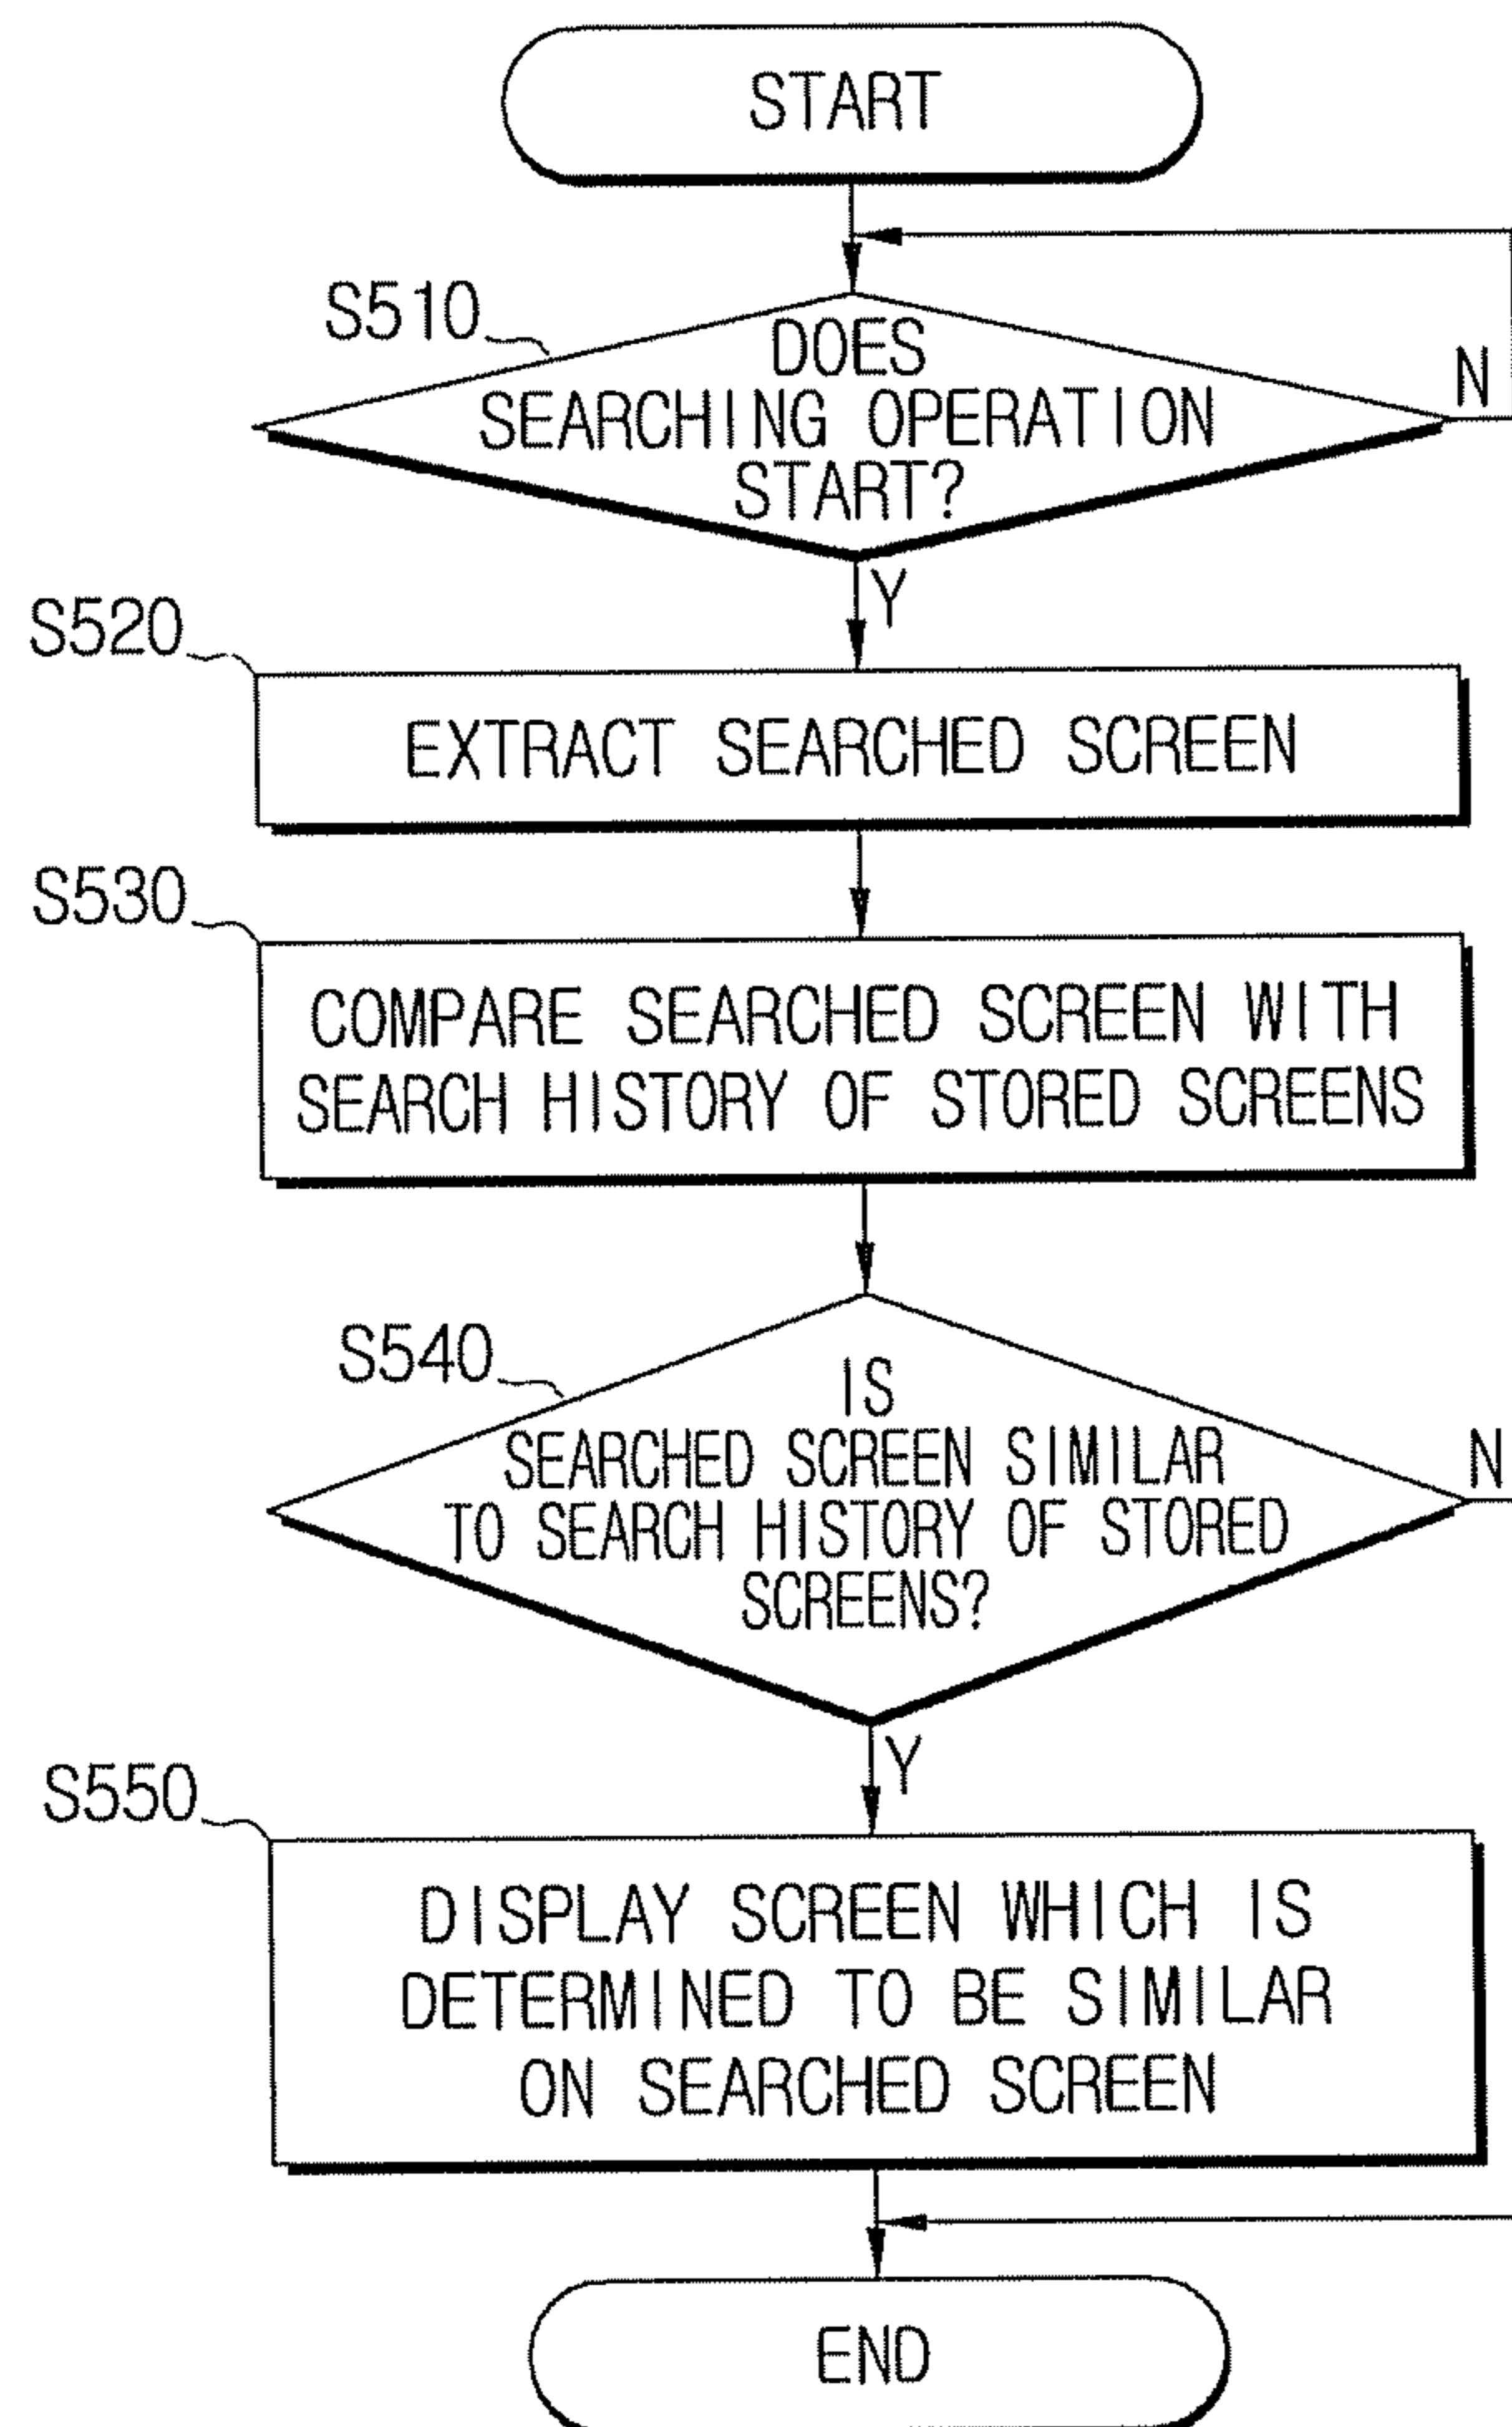 START
S510
DOES
SEARCHING OPERATION
START?
N
Y
S520
EXTRACT SEARCHED SCREEN
S530
COMPARE SEARCHED SCREEN WITH
SEARCH HISTORY OF STORED SCREENS
S540
IS
SEARCHED SCREEN SIMILAR
TO SEARCH HISTORY OF STORED
SCREENS?
N
Y
S550
DISPLAY SCREEN WHICH IS
DETERMINED TO BE SIMILAR
ON SEARCHED SCREEN
END